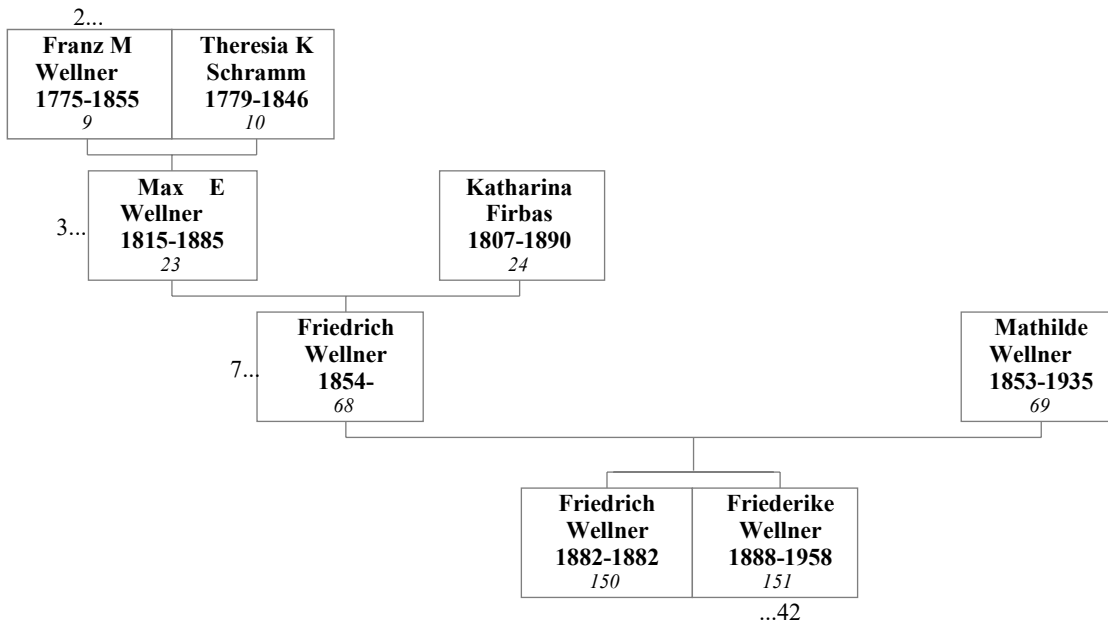 2...
Franz M
Wellner
1775-1855
9
Theresia K
Schramm
1779-1846
10
3...
Max E
Wellner
1815-1885
23
Katharina
Firbas
1807-1890
24
7...
Friedrich
Wellner
1854-
68
Mathilde
Wellner
1853-1935
69
Friedrich
Wellner
1882-1882
150
Friederike
Wellner
1888-1958
151
...42